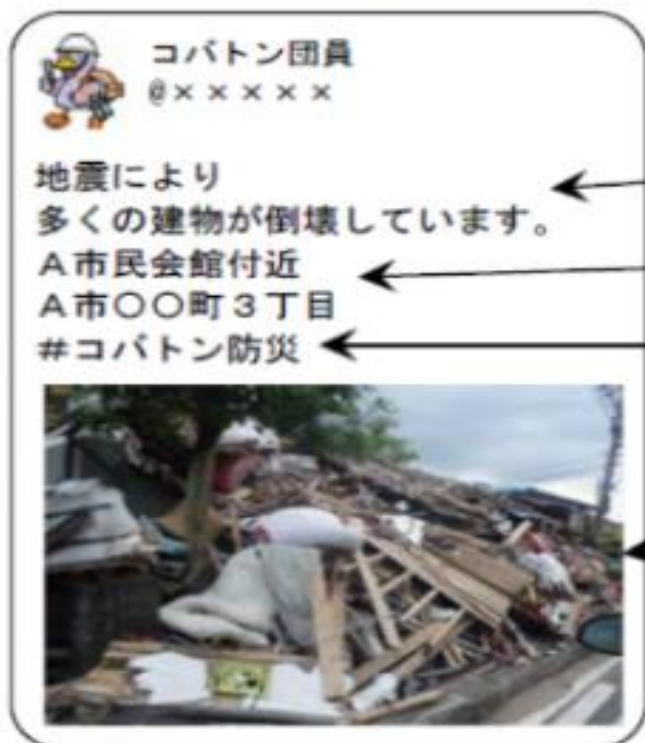 コバトン団員
@×××××
地震により
多くの建物が倒壊しています。
A市民会館付近
A市〇〇町3丁目
#コバトン防災